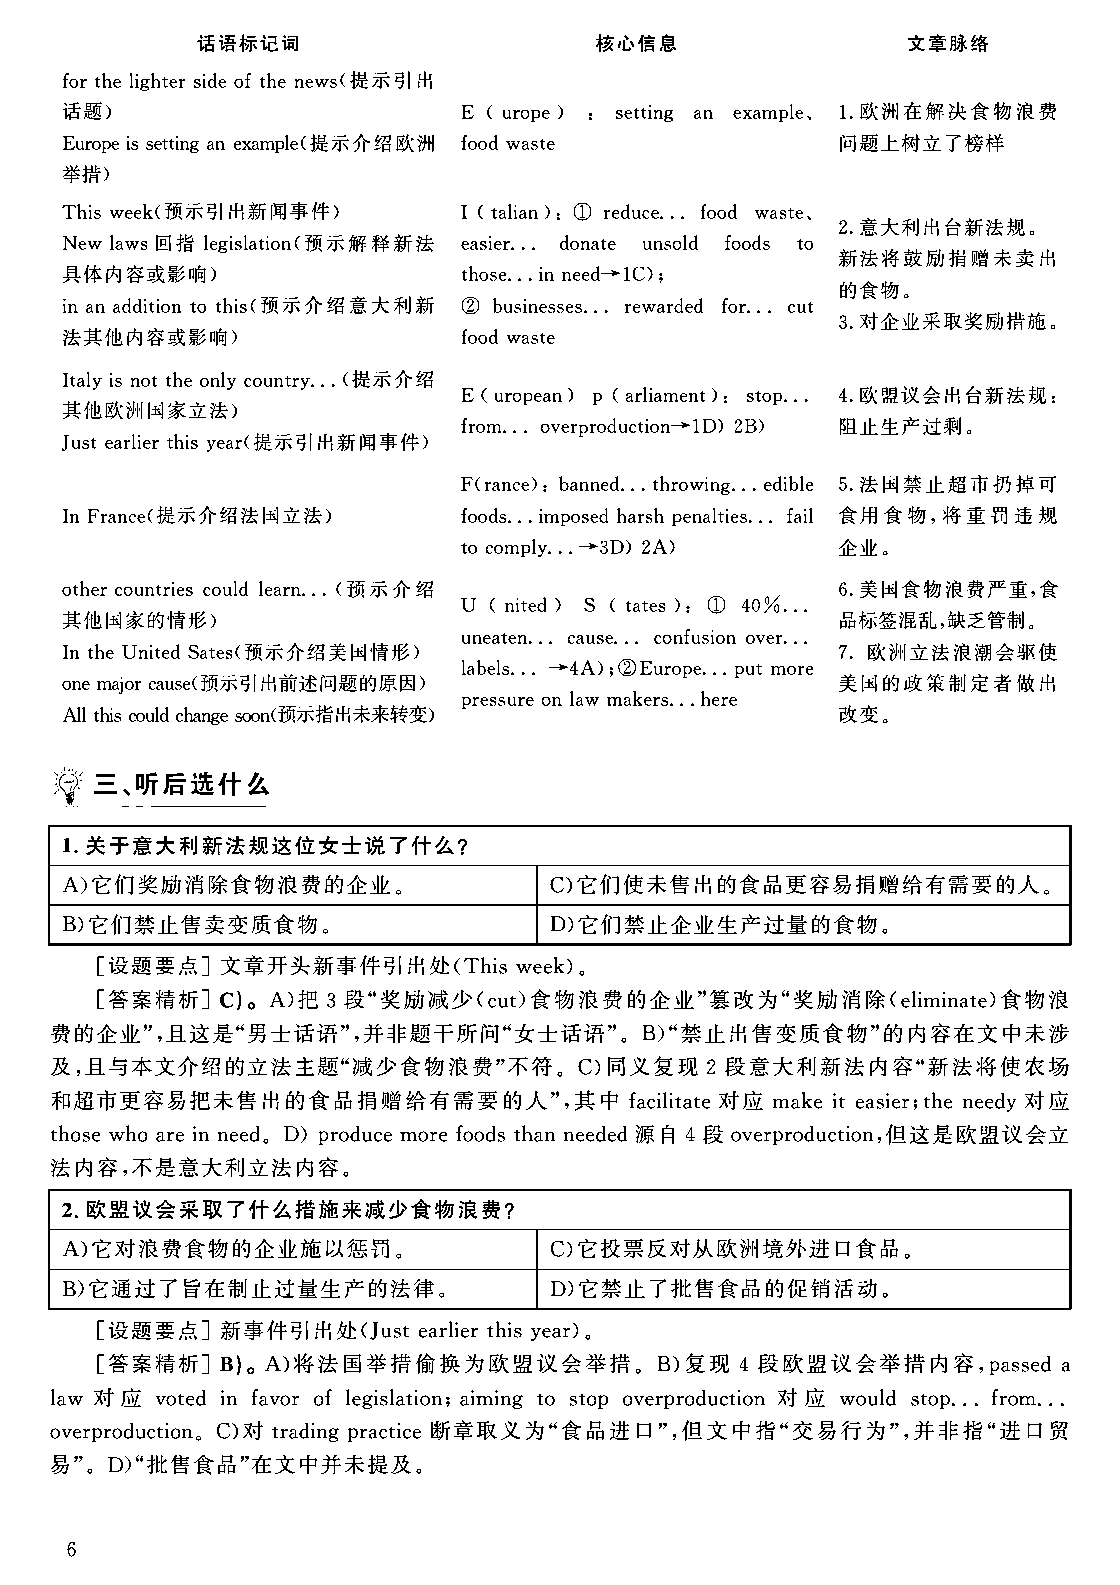 话语标记词 核心信息 文章脉络
for the lighter side of the news(提示引出
话题)
Europe is setting an example(提示介绍欧洲
举措)
E(urope): setting an example、
food waste
1.欧洲在解决食物浪费
问题上树立了榜样
This week(预示引出新闻事件)
New laws 回指 legislation(预示解释新法
具体内容或影响)
in an addition to this(预示介绍意大利新
法其他内容或影响)
I(talian):① reduce... food waste、
easier... donate unsold foods to
those...in need→1C);
② businesses... rewarded for... cut
food waste
2.意大利出台新法规。
新法将鼓励捐赠未卖出
的食物。
3.对企业采取奖励措施。
Italy is not the only country...(提示介绍
其他欧洲国家立法)
Just earlier this year(提示引出新闻事件)
E(uropean) p(arliament): stop...
from... overproduction→1D) 2B)
4.欧盟议会出台新法规:
阻止生产过剩。
In France(提示介绍法国立法)
F(rance): banned...throwing...edible
foods...imposed harsh penalties... fail
to comply...→3D) 2A)
5.法国禁止超市扔掉可
食用食物,将重罚违规
企业。
other countries could learn...(预示介绍
其他国家的情形)
In the United Sates(预示介绍美国情形)
one major cause(预示引出前述问题的原因)
All this could change soon(预示指出未来转变)
U(nited) S(tates):① 40%...
uneaten... cause... confusion over...
labels... →4A);②Europe...put more
pressure on law makers...here
6.美国食物浪费严重,食
品标签混乱,缺乏管制。
7. 欧洲立法浪潮会驱使
美国的政策制定者做出
改变。
三、听后选什么
1.关于意大利新法规这位女士说了什么?
A)它们奖励消除食物浪费的企业。 C)它们使未售出的食品更容易捐赠给有需要的人。
B)它们禁止售卖变质食物。 D)它们禁止企业生产过量的食物。
[设题要点]文章开头新事件引出处(This week)。
[答案精析]C)。A)把 3 段“奖励减少(cut)食物浪费的企业”篡改为“奖励消除(eliminate)食物浪
费的企业”,且这是“男士话语”,并非题干所问“女士话语”。B)“禁止出售变质食物”的内容在文中未涉
及,且与本文介绍的立法主题“减少食物浪费”不符。C)同义复现 2 段意大利新法内容“新法将使农场
和超市更容易把未售出的食品捐赠给有需要的人”,其中 facilitate 对应 make it easier;the needy 对应
those who are in need。D) produce more foods than needed 源自 4 段 overproduction,但这是欧盟议会立
法内容,不是意大利立法内容。
2.欧盟议会采取了什么措施来减少食物浪费?
A)它对浪费食物的企业施以惩罚。 C)它投票反对从欧洲境外进口食品。
B)它通过了旨在制止过量生产的法律。 D)它禁止了批售食品的促销活动。
[设题要点]新事件引出处(Just earlier this year)。
[答案精析]B)。A)将法国举措偷换为欧盟议会举措。B)复现 4 段欧盟议会举措内容,passed a
law 对应 voted in favor of legislation; aiming to stop overproduction 对应 would stop... from...
overproduction。C)对 trading practice 断章取义为“食品进口”,但文中指“交易行为”,并非指“进口贸
易”。D)“批售食品”在文中并未提及。
6